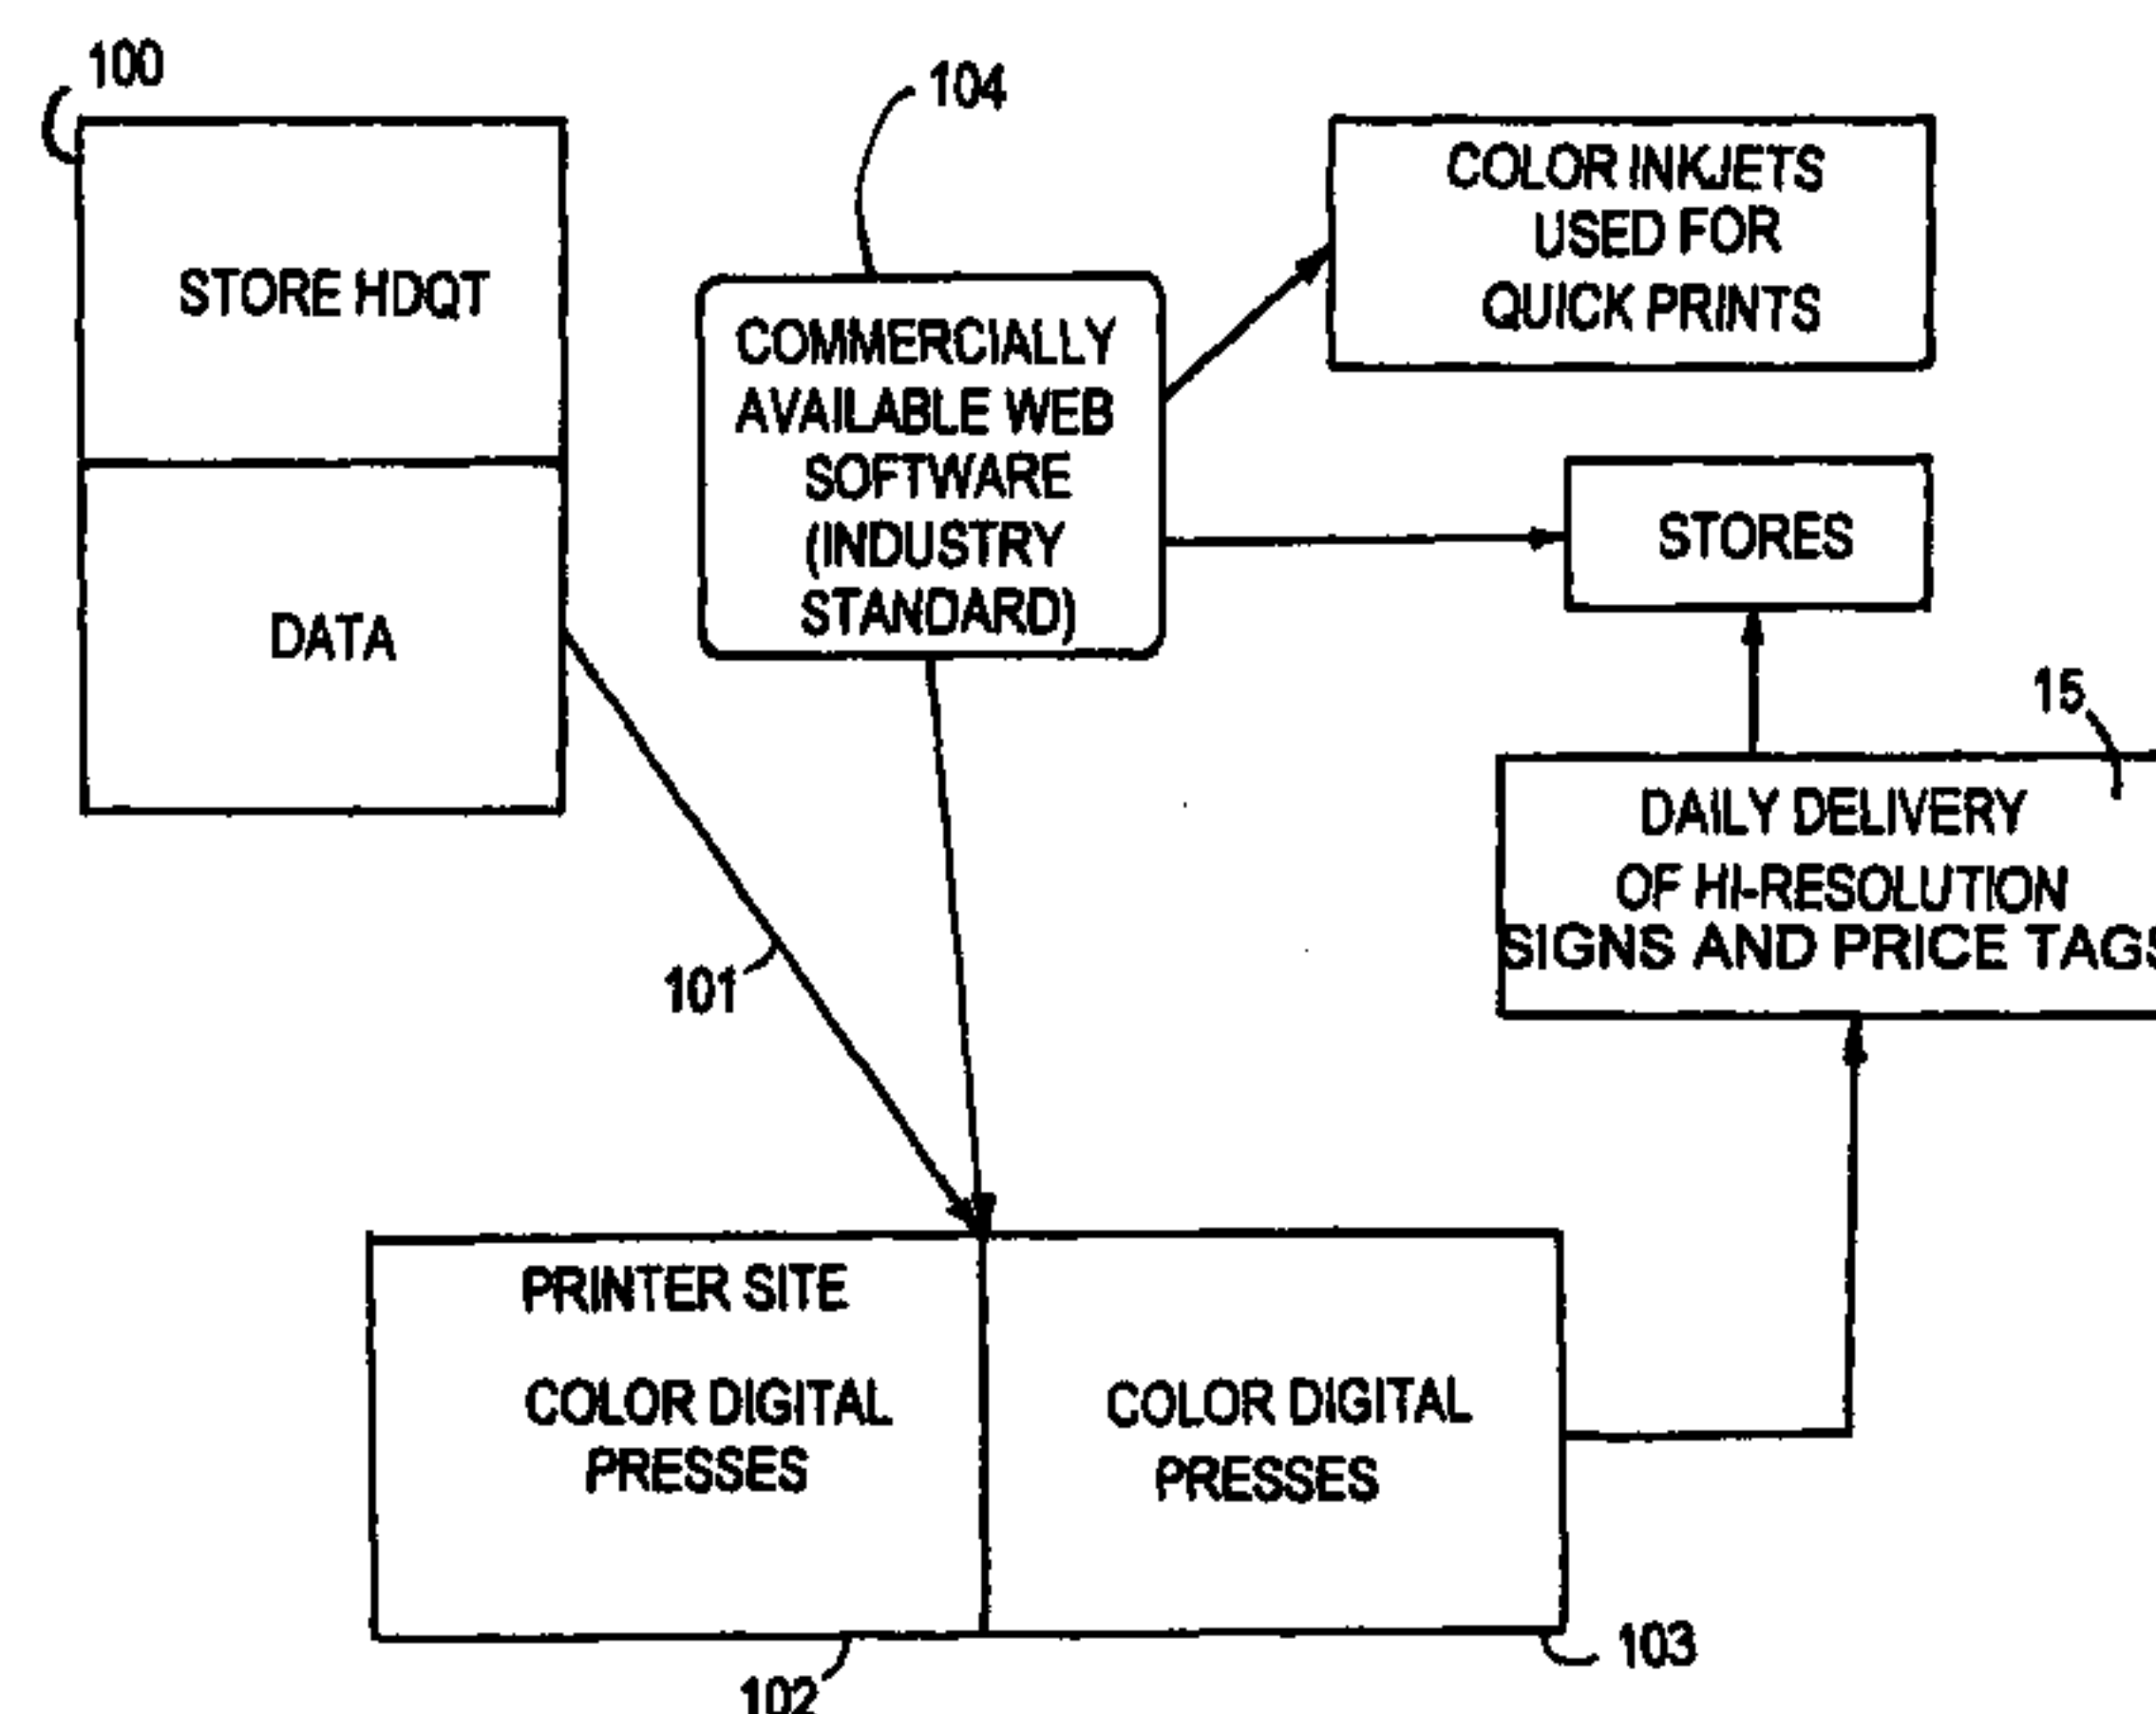 100
STORE HDQT
DATA
104
COMMERCIALLY
AVAILABLE WEB
SOFTWARE
(INDUSTRY
STANDARD)
COLOR INKJETS
USED FOR
QUICK PRINTS
STORES
15
DAILY DELIVERY
OF HI-RESOLUTION
SIGNS AND PRICE TAGS
101
PRINTER SITE
COLOR DIGITAL
PRESSES
COLOR DIGITAL
PRESSES
102
103